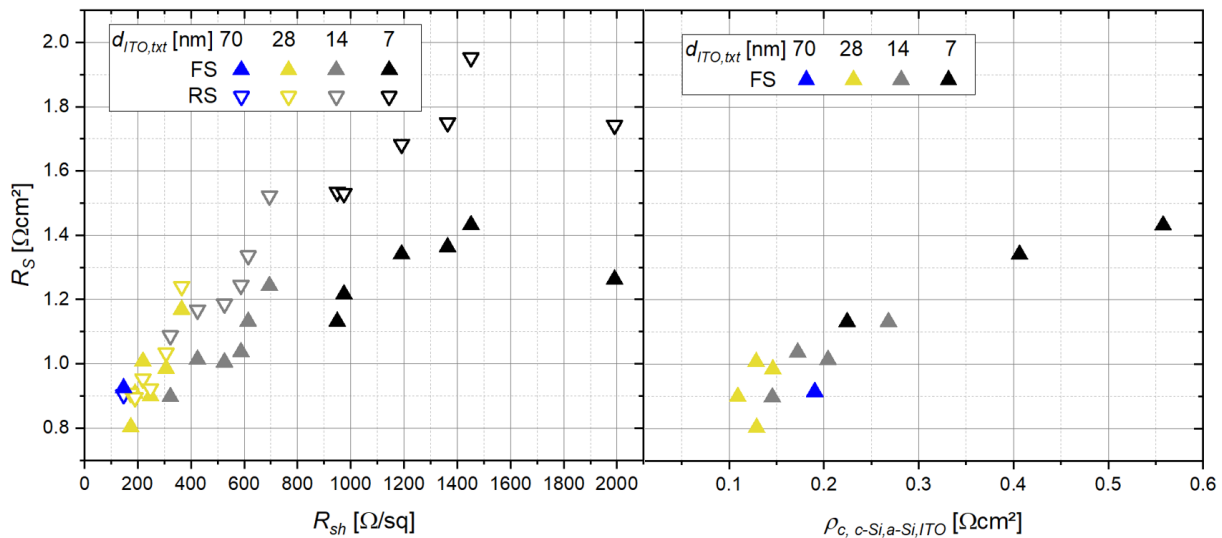 d_ITO,txt [nm] 70 28 14 7
FS
RS
d_ITO,txt [nm] 70 28 14 7
FS
2.0
1.8
1.6
1.4
1.2
1.0
0.8
R_S [Ωcm²]
0 200 400 600 800 1000 1200 1400 1600 1800 2000
0.1 0.2 0.3 0.4 0.5 0.6
R_sh [Ω/sq]
ρ_c, c-Si,a-Si,ITO [Ωcm²]